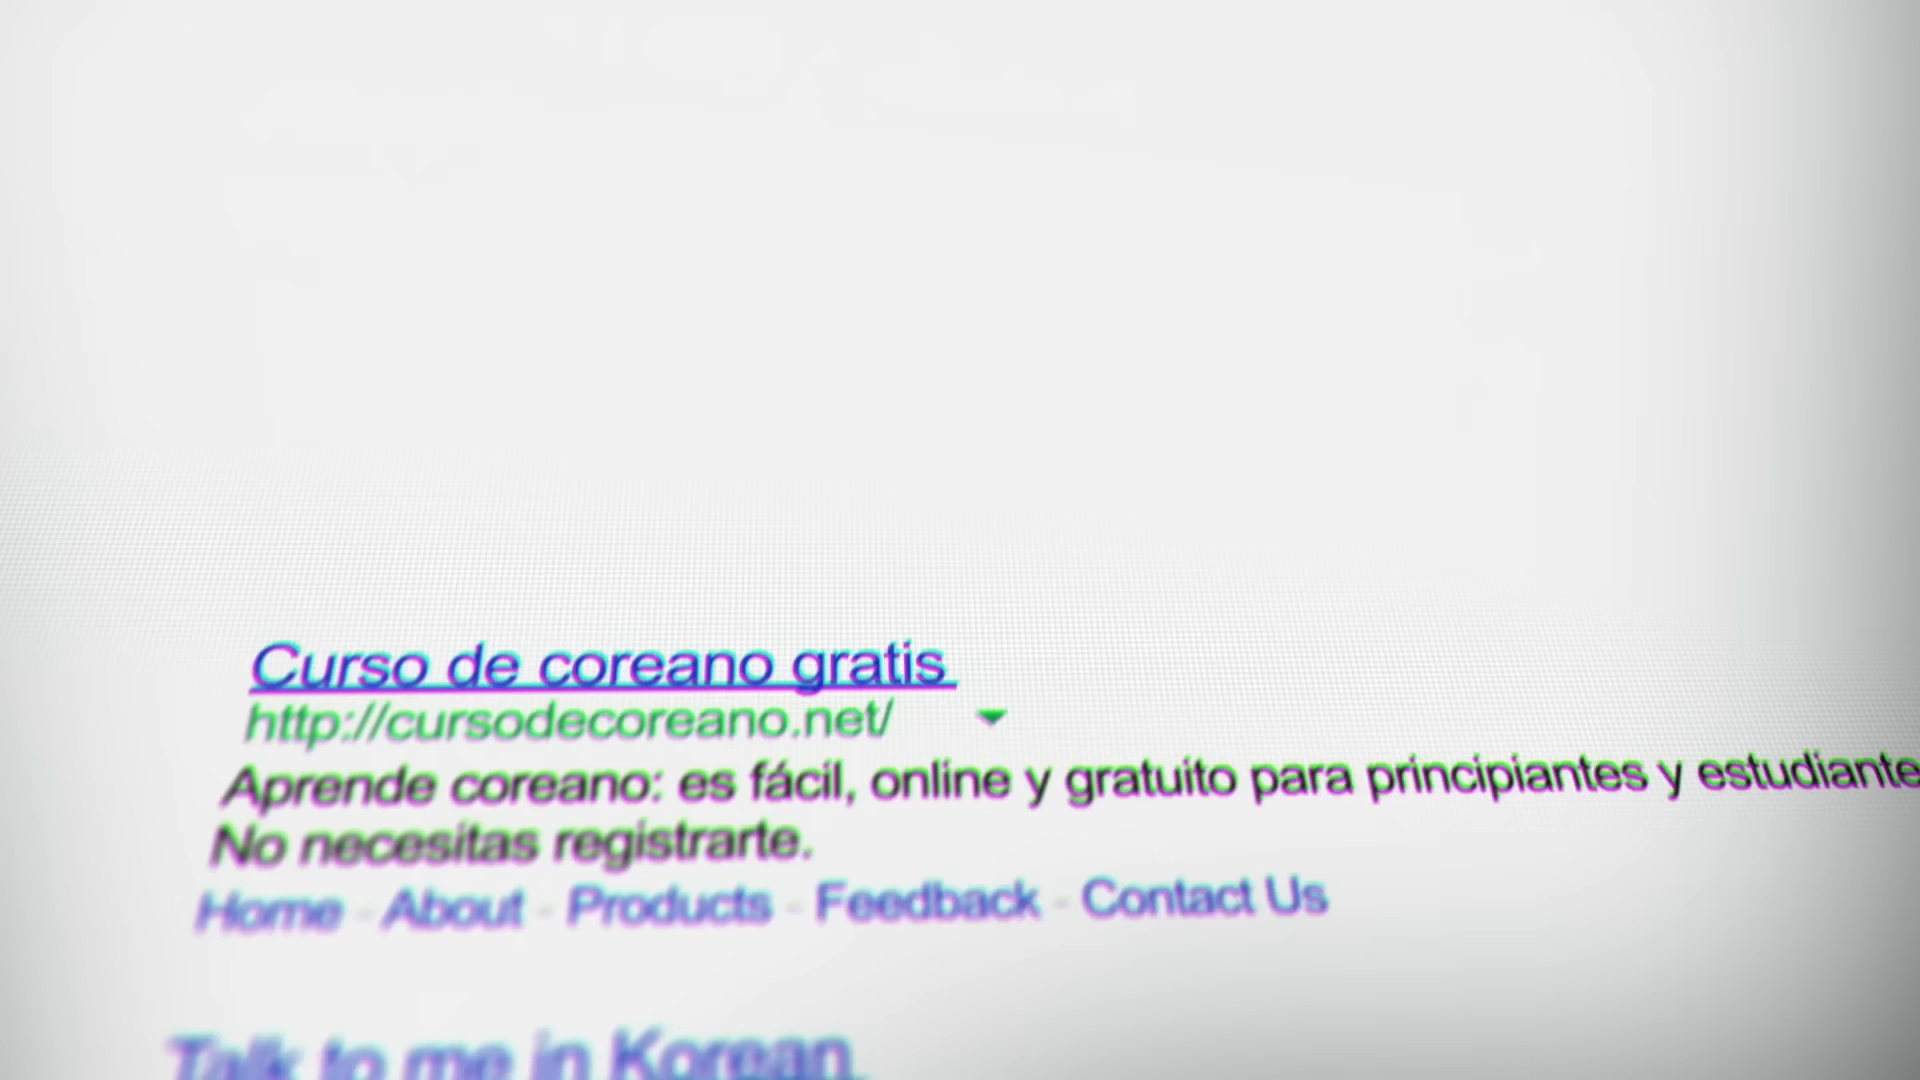 Curso de coreano gratis
http://cursodecoreano.net/
Aprende coreano: es fácil, online y gratuito para principiantes y estudiante
No necesitas registrarte.
Home - About - Products - Feedback - Contact Us
Talk to me in Korean